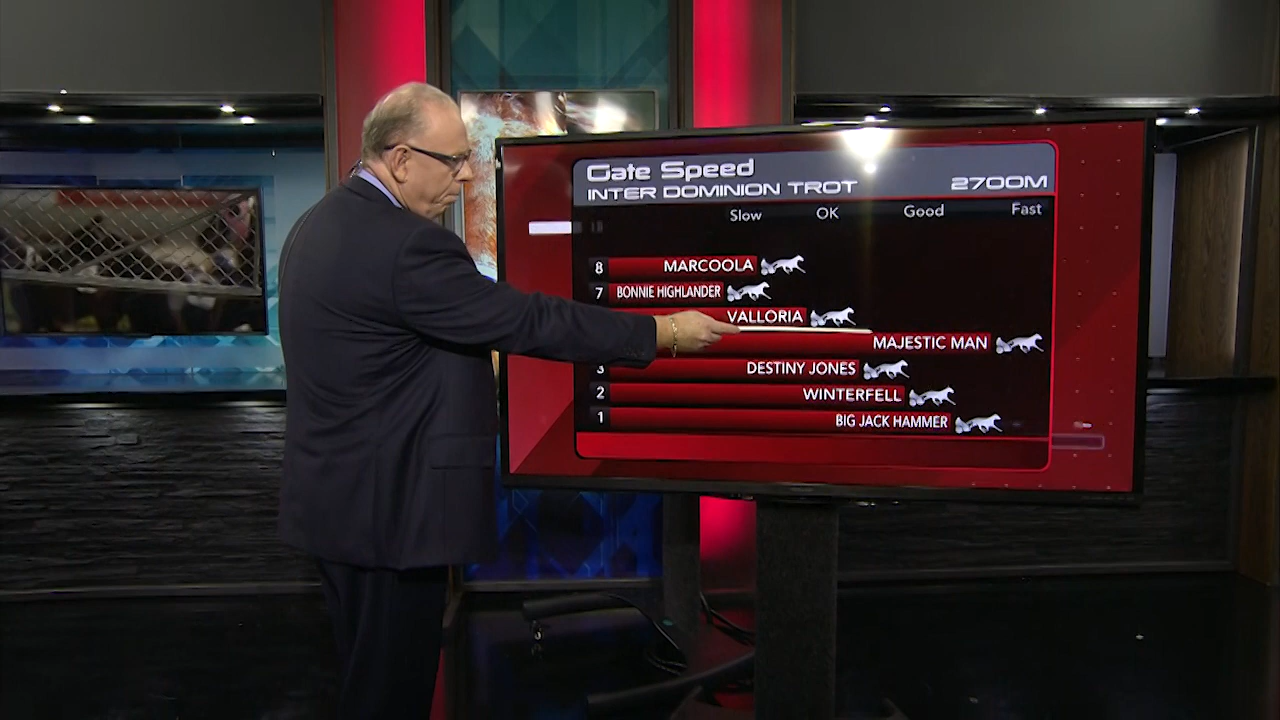 Gate Speed
INTER DOMINION TROT 2700M
Slow OK Good Fast
8 MARCOOLA
7 BONNIE HIGHLANDER
VALLORIA
MAJESTIC MAN
3 DESTINY JONES
2 WINTERFELL
1 BIG JACK HAMMER